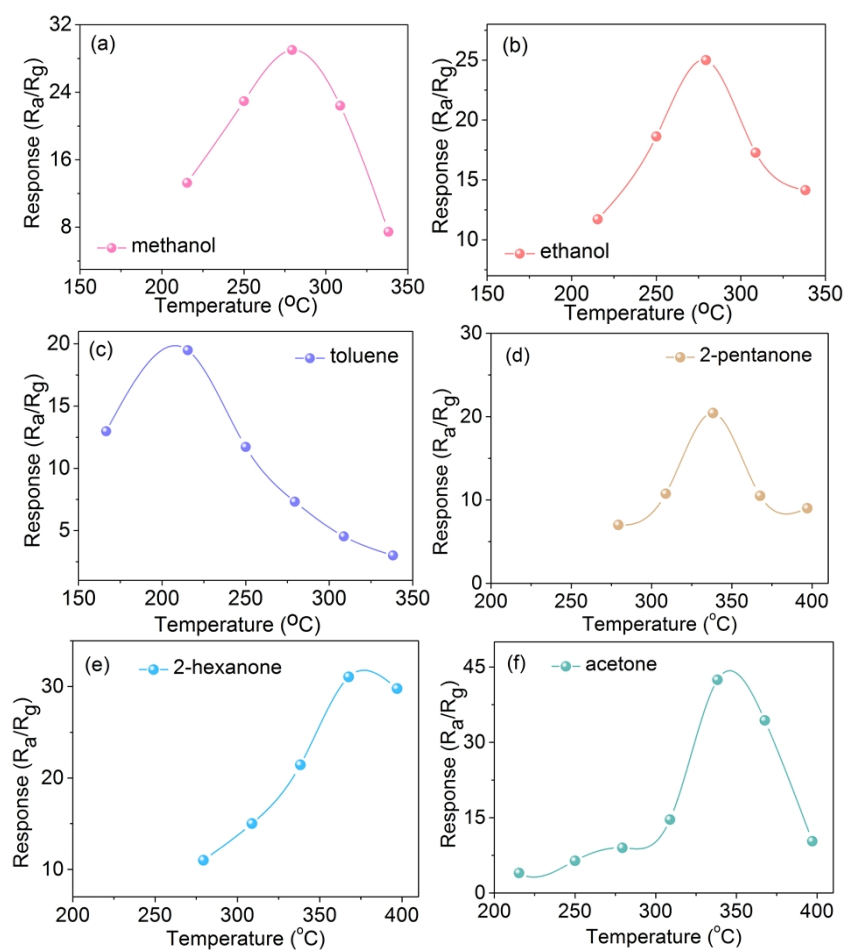 (a)
Response (Ra/Rg)
32
24
16
8
methanol
150 200 250 300 350
Temperature (OC)
(b)
Response (Ra/Rg)
25
20
15
10
ethanol
150 200 250 300 350
Temperature (OC)
(c)
toluene
Response (Ra/Rg)
20
15
10
5
150 200 250 300 350
Temperature (OC)
(d)
2-pentanone
Response (Ra/Rg)
30
20
10
0
200 250 300 350 400
Temperature (°C)
(e)
2-hexanone
Response (Ra/Rg)
30
20
10
200 250 300 350 400
Temperature (°C)
(f)
acetone
Response (Ra/Rg)
45
30
15
0
200 250 300 350 400
Temperature (°C)